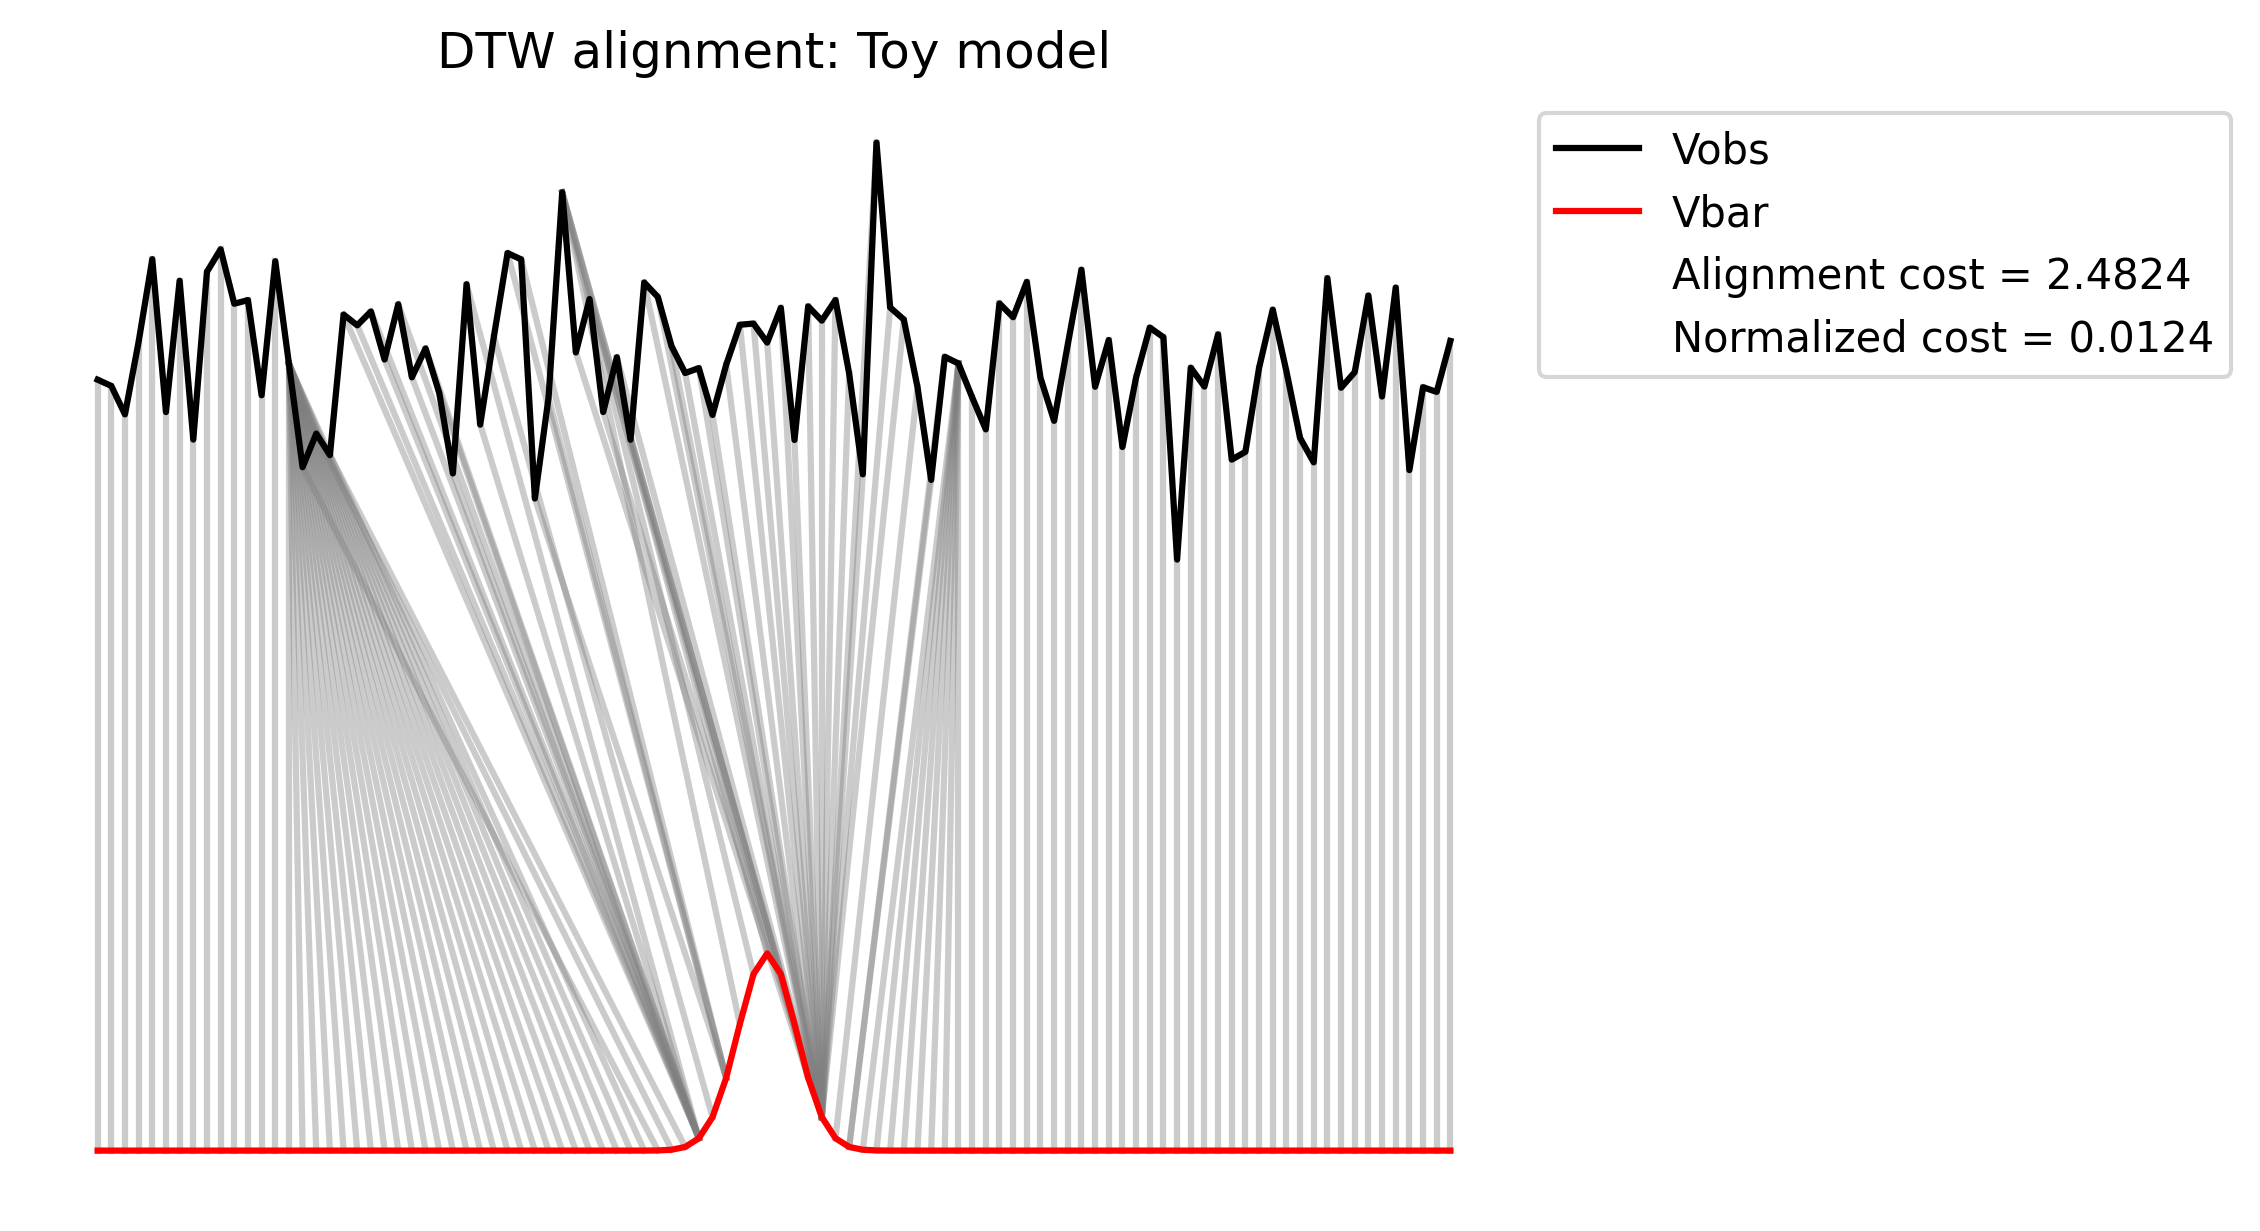 DTW alignment: Toy model
Vobs
Vbar
Alignment cost = 2.4824
Normalized cost = 0.0124